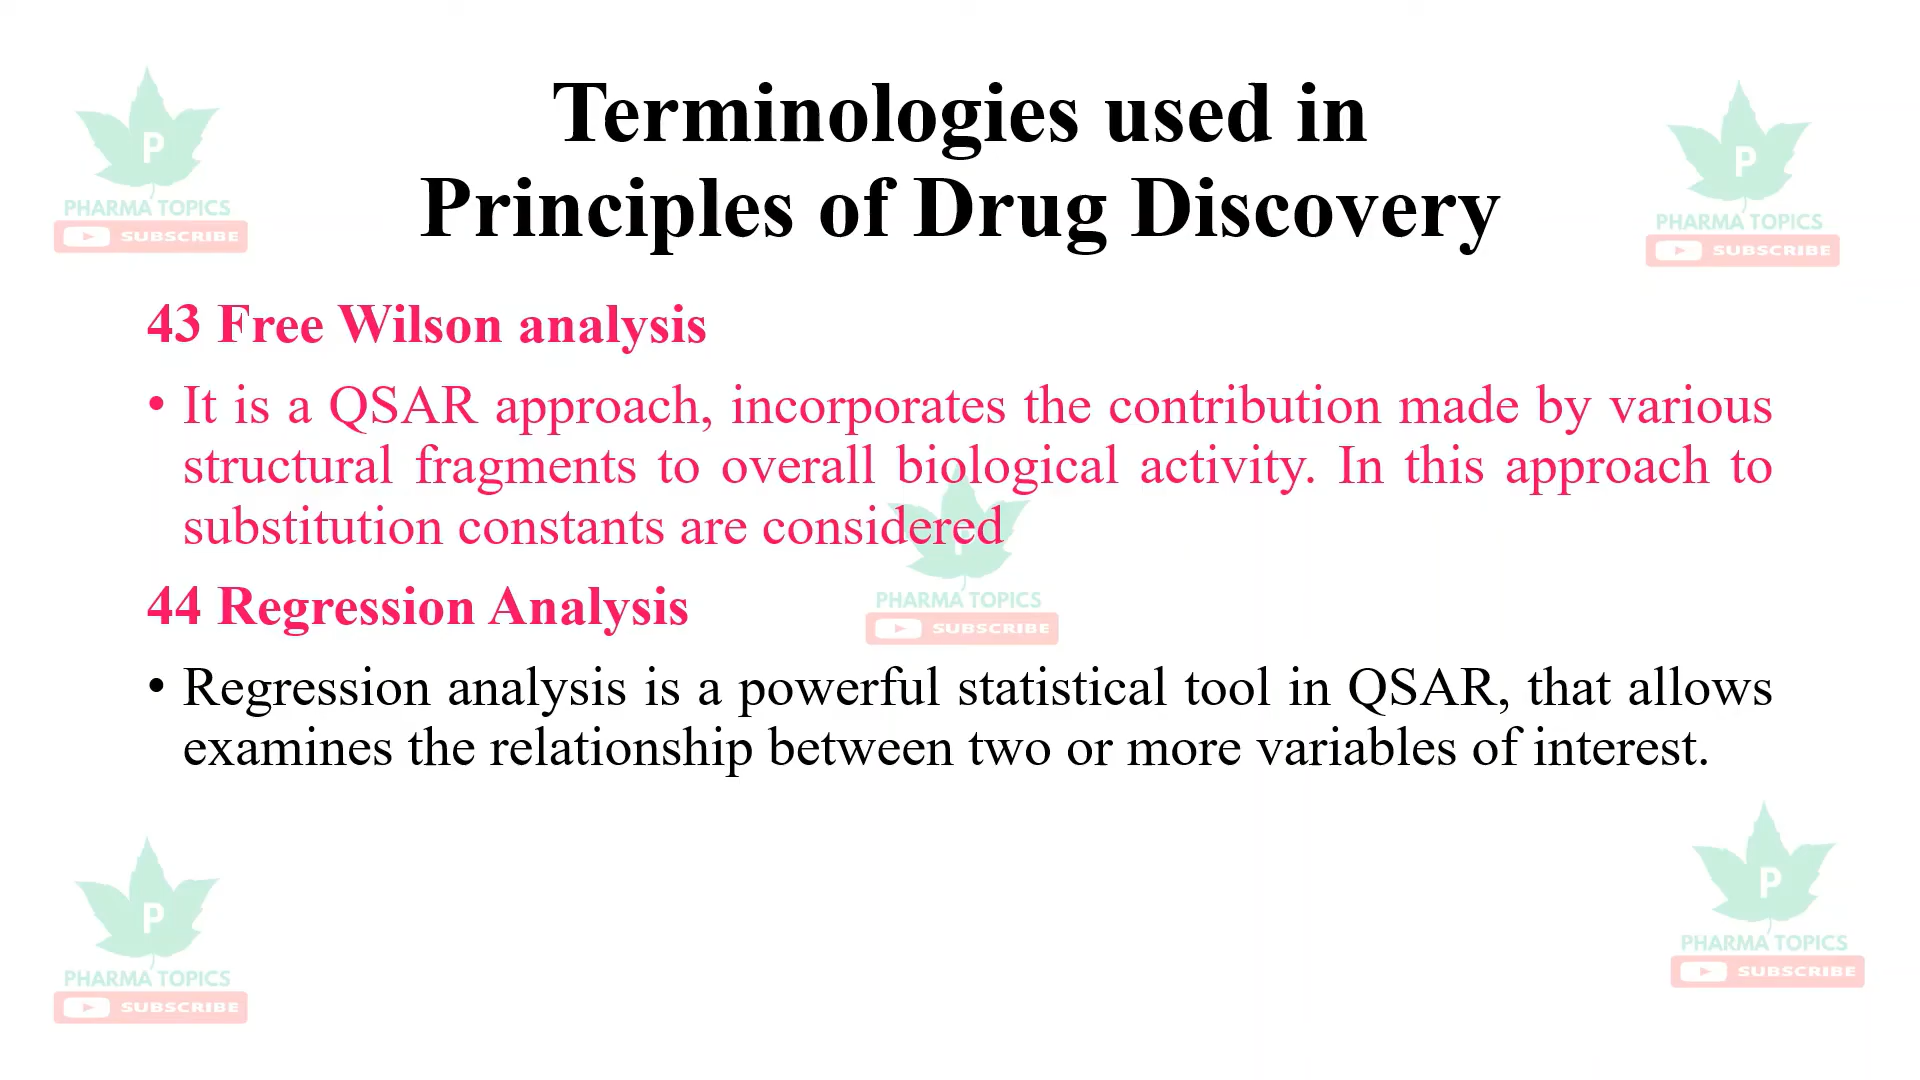 Terminologies used in
Principles of Drug Discovery
P
PHARMA TOPICS
SUBSCRIBE
P
PHARMA TOPICS
SUBSCRIBE
43 Free Wilson analysis
• It is a QSAR approach, incorporates the contribution made by various
structural fragments to overall biological activity. In this approach to
substitution constants are considered
P
PHARMA TOPICS
SUBSCRIBE
44 Regression Analysis
• Regression analysis is a powerful statistical tool in QSAR, that allows
examines the relationship between two or more variables of interest.
P
PHARMA TOPICS
SUBSCRIBE
P
PHARMA TOPICS
SUBSCRIBE